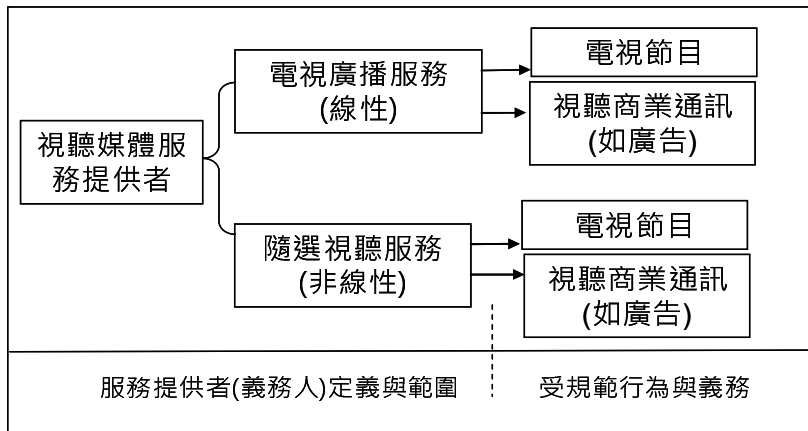 視聽媒體服
務提供者
電視廣播服務
(線性)
電視節目
視聽商業通訊
(如廣告)
隨選視聽服務
(非線性)
電視節目
視聽商業通訊
(如廣告)
服務提供者(義務人)定義與範圍
受規範行為與義務